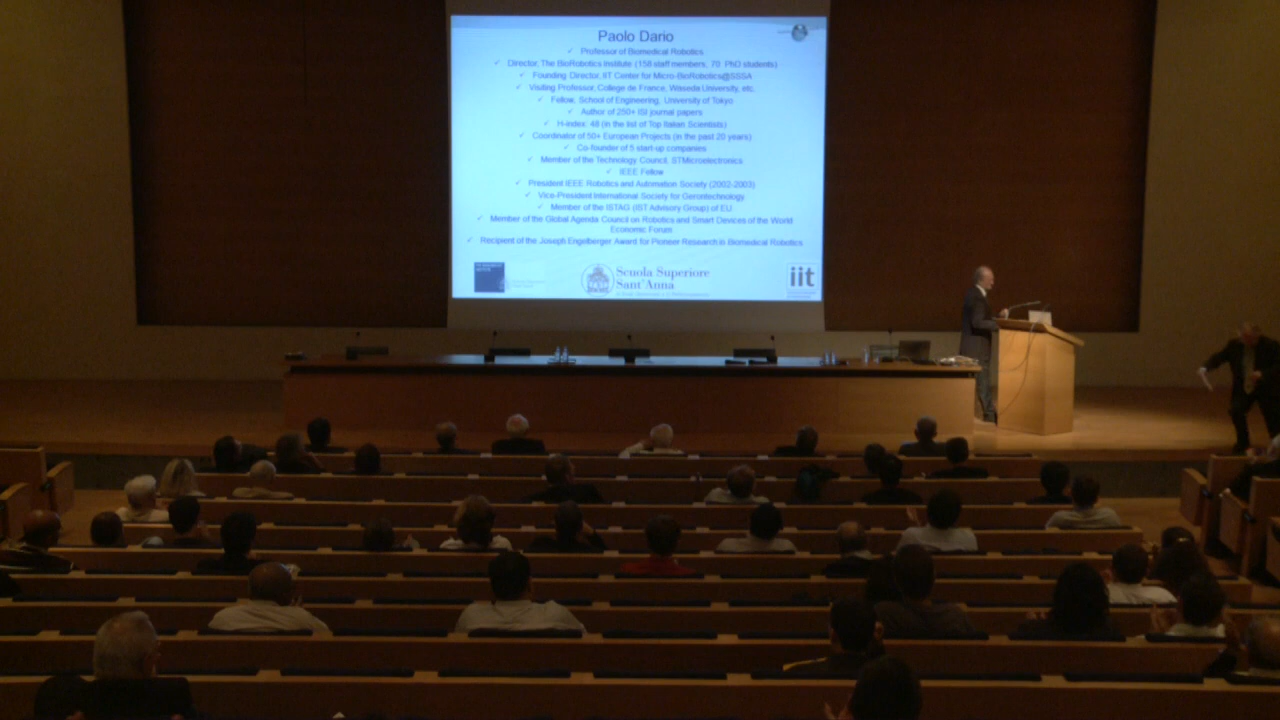 Paolo Dario
✓ Professor of Biomedical Robotics
✓ Director, The BioRobotics Institute (158 staff members, 70 PhD students)
✓ Founding Director, IIT Center for Micro-BioRobotics@SSSA
✓ Visiting Professor, College de France, Waseda University, etc.
✓ Fellow, School of Engineering, University of Tokyo
✓ Author of 250+ ISI journal papers
✓ H-index: 48 (in the list of Top Italian Scientists)
✓ Coordinator of 50+ European Projects (in the past 20 years)
✓ Co-founder of 5 start-up companies
✓ Member of the Technology Council, STMicroelectronics
✓ IEEE Fellow
✓ President IEEE Robotics and Automation Society (2002-2003)
✓ Vice-President International Society for Gerontechnology
✓ Member of the ISTAG (IST Advisory Group) of EU
✓ Member of the Global Agenda Council on Robotics and Smart Devices of the World
Economic Forum
✓ Recipient of the Joseph Engelberger Award for Pioneer Research in Biomedical Robotics
Scuola Superiore
Sant'Anna
iit